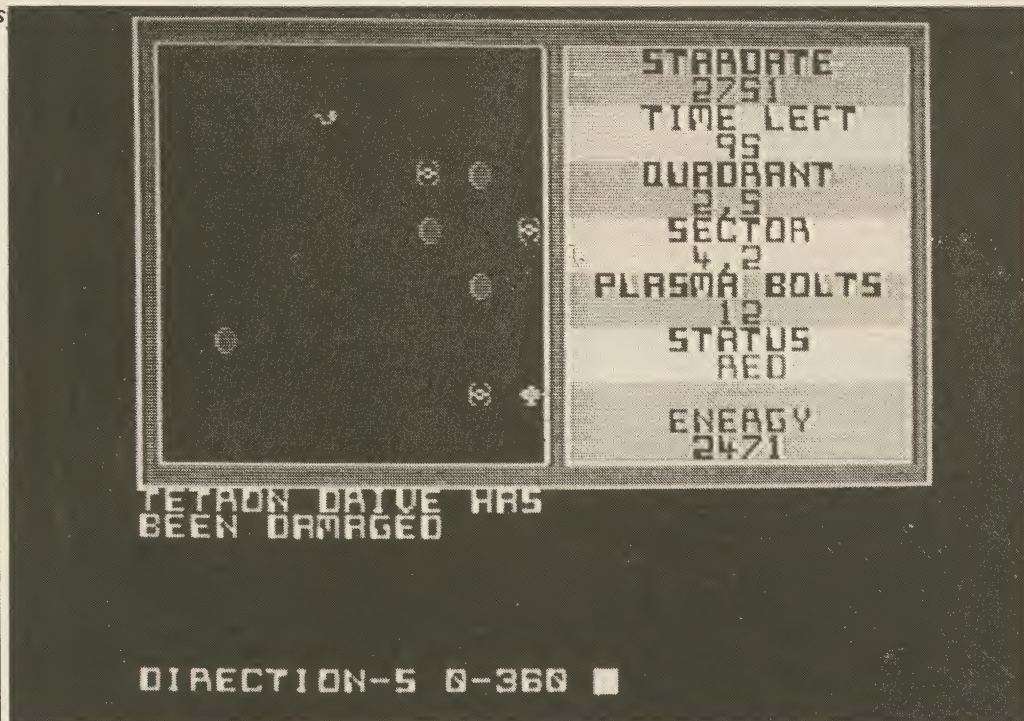 STARDATE
2751
TIME LEFT
95
QUADRANT
2,5
SECTOR
4,2
PLASMA BOLTS
12
STATUS
RED
ENERGY
2471
TETRON DRIVE HAS
BEEN DAMAGED
DIRECTION-S 0-360